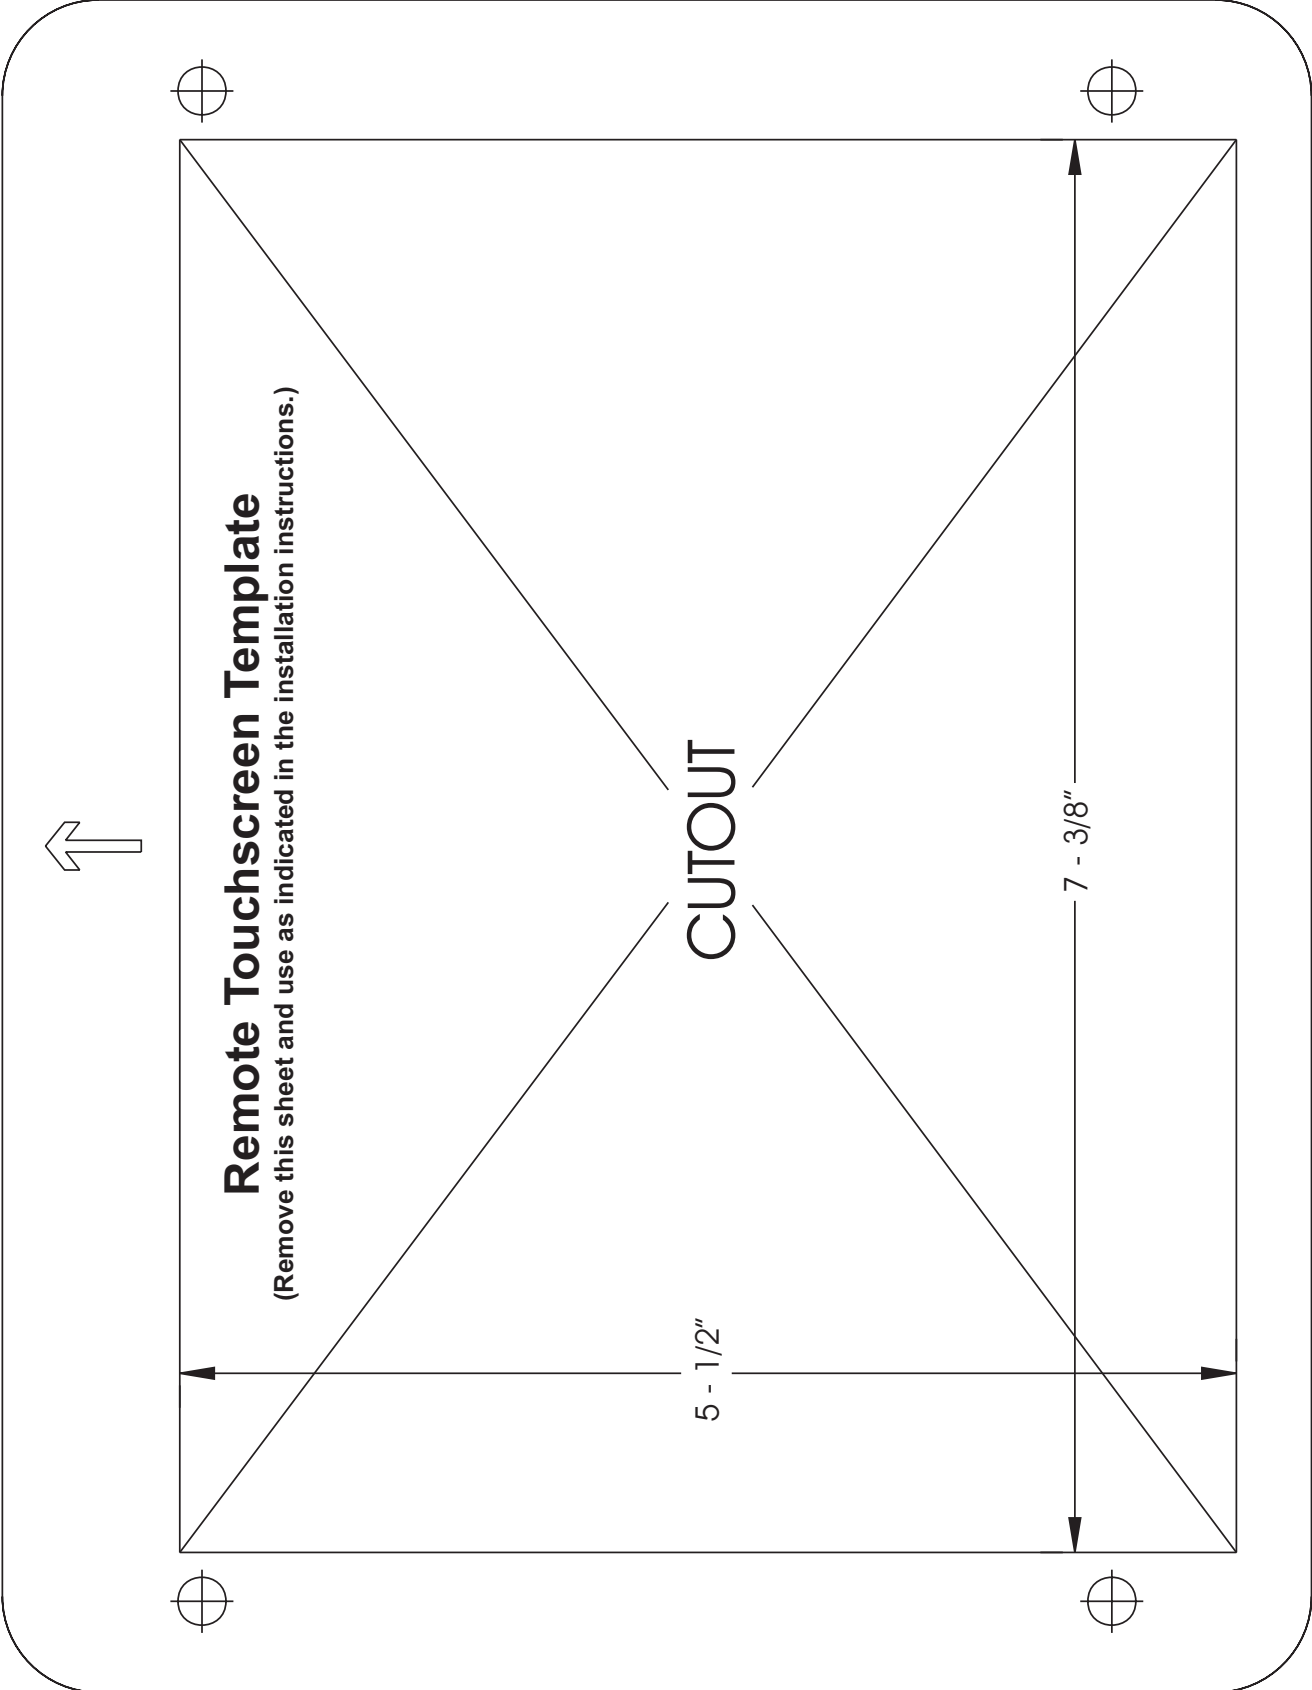 Remote Touchscreen Template
(Remove this sheet and use as indicated in the installation instructions.)
CUTOUT
5 - 1/2"
7 - 3/8"